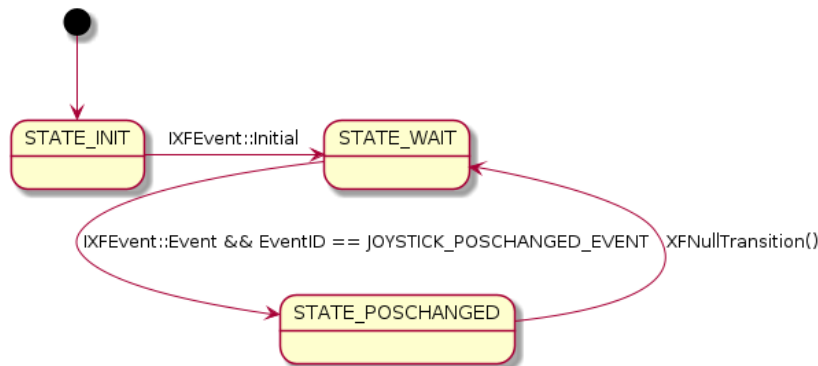 STATE_INIT
IXFEvent::Initial
STATE_WAIT
IXFEvent::Event && EventID == JOYSTICK_POSCHANGED_EVENT
XFNullTransition()
STATE_POSCHANGED